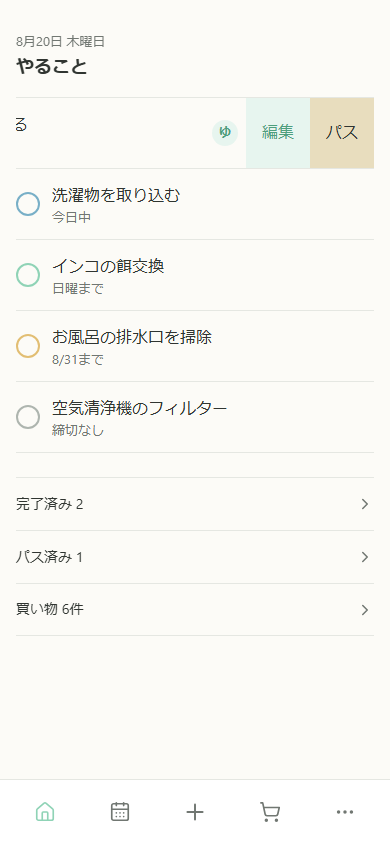 8月20日 木曜日
やること
る ゆ 編集 パス
洗濯物を取り込む
今日中
インコの餌交換
日曜まで
お風呂の排水口を掃除
8/31まで
空気清浄機のフィルター
締切なし
完了済み 2
パス済み 1
買い物 6件